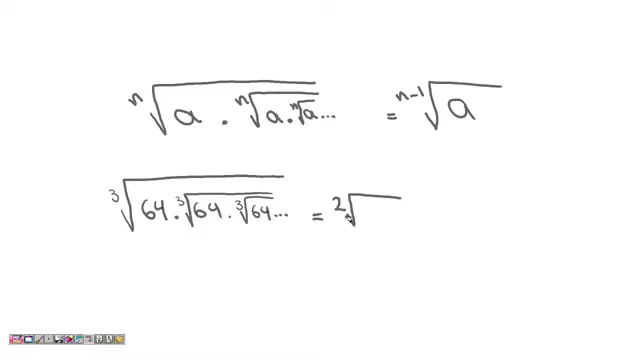 ⁿ√(a · ⁿ√(a · ⁿ√a ... = ⁿ⁻¹√a
³√(64 · ³√(64 · ³√64 ... = ²√